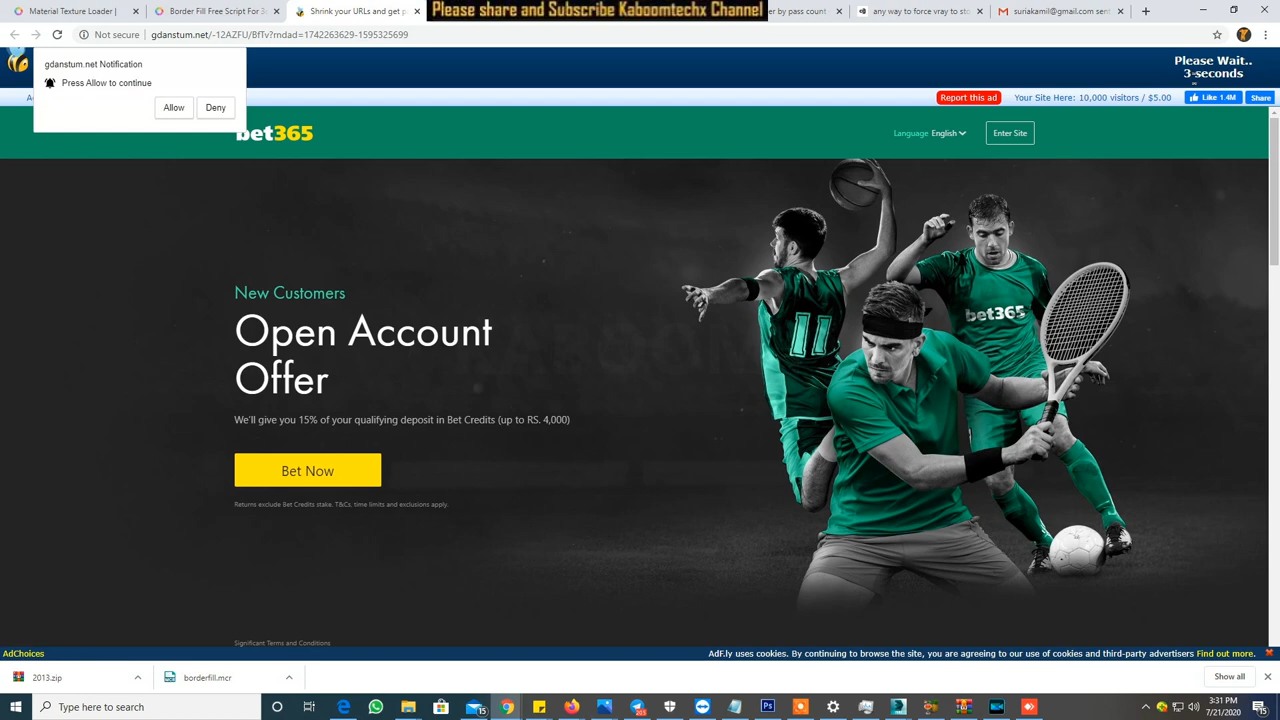 Material Texture Loader |
Border Fill Free Script For 3
Shrink your URLs and get p
Please share and Subscribe Kaboomtechx Channel
er by pass count
any way to force vray to sto
suriakamil@gmail.com sent
Not secure | gdanstum.net/-12AZFU/BfTv?rndad=1742263629-1595325699
gdanstum.net Notification
Press Allow to continue
Allow
Deny
Please Wait..
3 seconds
Report this ad
Your Site Here: 10,000 visitors / $5.00
Like 1.4M
Share
bet365
Language English
Enter Site
11
bet365
New Customers
Open Account
Offer
We'll give you 15% of your qualifying deposit in Bet Credits (up to RS. 4,000)
Bet Now
Returns exclude Bet Credits stake. T&Cs, time limits and exclusions apply.
Significant Terms and Conditions
AdChoices
AdF.ly uses cookies. By continuing to browse the site, you are agreeing to our use of cookies and third-party advertisers Find out more.
2013.zip
borderfill.mcr
Show all
Type here to search
15
3:31 PM
7/21/2020